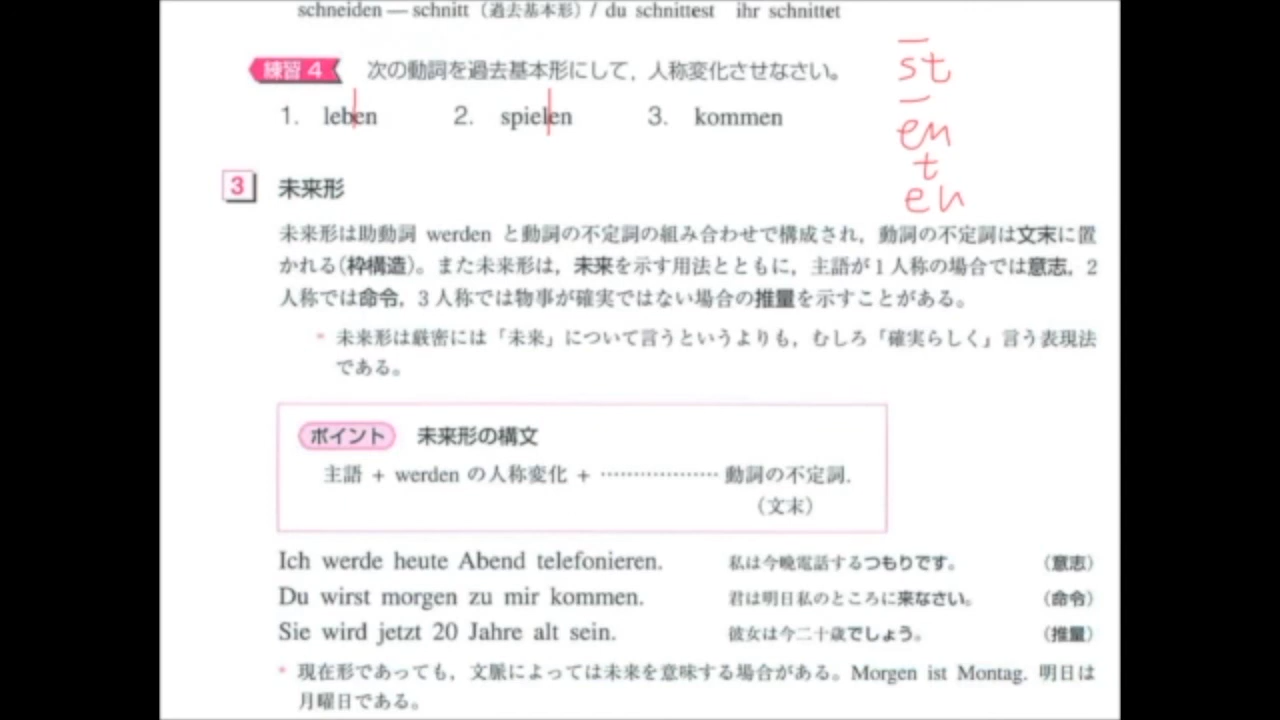 schneiden — schnitt（過去基本形）/ du schnittest ihr schnittet
練習 4 次の動詞を過去基本形にして，人称変化させなさい。
1. leben 2. spielen 3. kommen
—
st
—
en
t
en
3 未来形
未来形は助動詞 werden と動詞の不定詞の組み合わせで構成され，動詞の不定詞は文末に置
かれる（枠構造）。また未来形は，未来を示す用法とともに，主語が 1 人称の場合では意志，2
人称では命令，3 人称では物事が確実ではない場合の推量を示すことがある。
* 未来形は厳密には「未来」について言うというよりも，むしろ「確実らしく」言う表現法
である。
ポイント 未来形の構文
主語 + werden の人称変化 + ……………… 動詞の不定詞.
（文末）
Ich werde heute Abend telefonieren. 私は今晩電話するつもりです。 （意志）
Du wirst morgen zu mir kommen. 君は明日私のところに来なさい。 （命令）
Sie wird jetzt 20 Jahre alt sein. 彼女は今二十歳でしょう。 （推量）
* 現在形であっても，文脈によっては未来を意味する場合がある。Morgen ist Montag. 明日は
月曜日である。